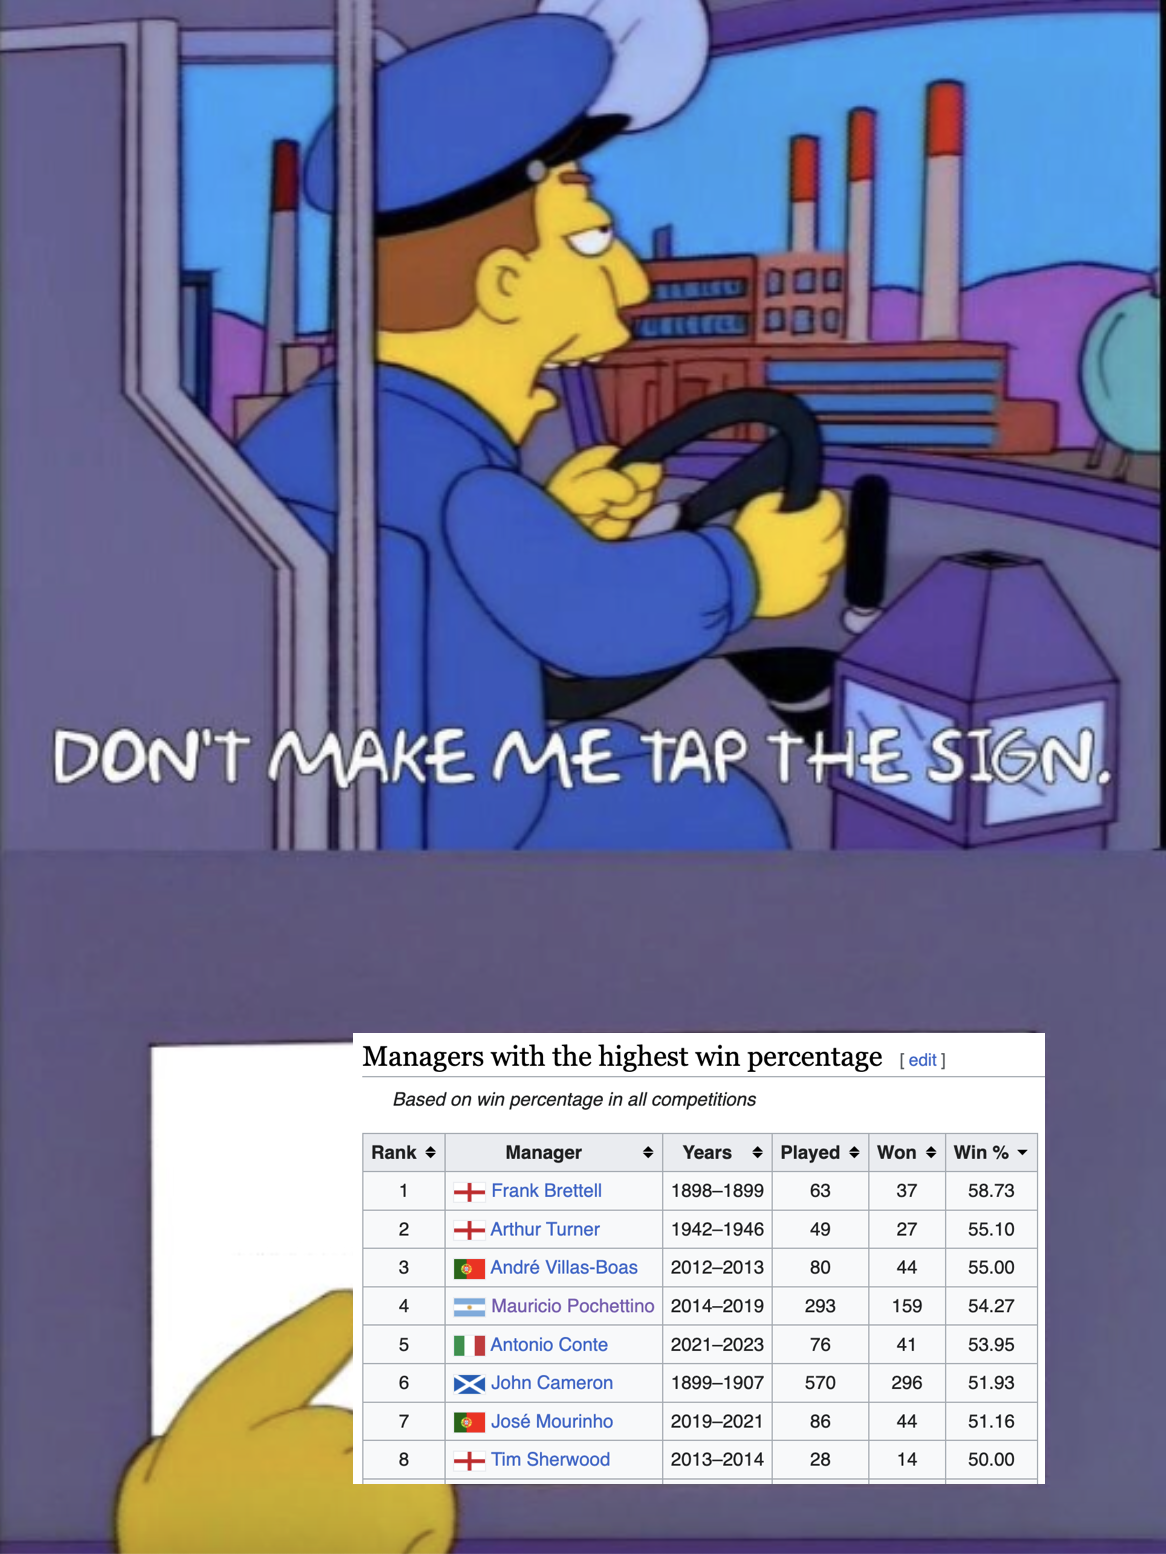 DON'T MAKE ME TAP THE SIGN.
Managers with the highest win percentage [ edit ]
Based on win percentage in all competitions
Rank Manager Years Played Won Win %
1 Frank Brettell 1898–1899 63 37 58.73
2 Arthur Turner 1942–1946 49 27 55.10
3 André Villas-Boas 2012–2013 80 44 55.00
4 Mauricio Pochettino 2014–2019 293 159 54.27
5 Antonio Conte 2021–2023 76 41 53.95
6 John Cameron 1899–1907 570 296 51.93
7 José Mourinho 2019–2021 86 44 51.16
8 Tim Sherwood 2013–2014 28 14 50.00